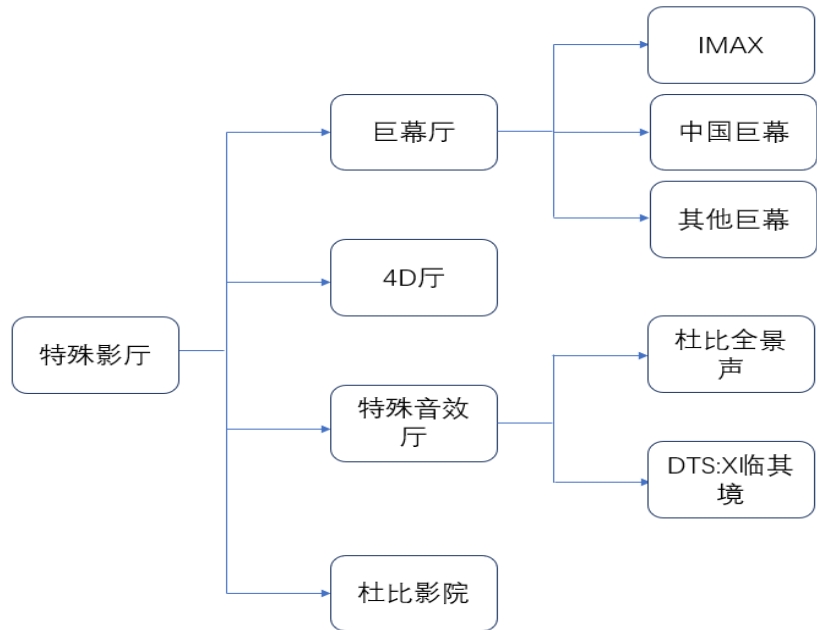 IMAX
巨幕厅
中国巨幕
其他巨幕
4D厅
特殊影厅
杜比全景
声
特殊音效
厅
DTS:X临其
境
杜比影院